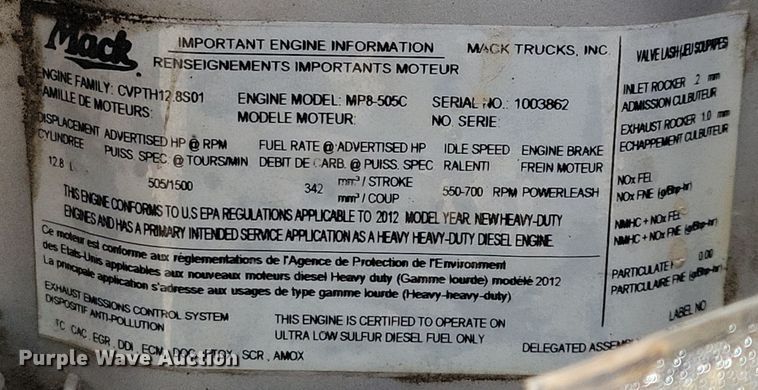 Mack
IMPORTANT ENGINE INFORMATION MACK TRUCKS, INC.
RENSEIGNEMENTS IMPORTANTS MOTEUR
ENGINE FAMILY: CVPTH12.8S01 ENGINE MODEL: MP8-505C SERIAL NO.: 1003862
FAMILLE DE MOTEURS: MODELE MOTEUR: NO. SERIE:
DISPLACEMENT ADVERTISED HP @ RPM FUEL RATE @ ADVERTISED HP IDLE SPEED ENGINE BRAKE
CYLINDREE PUISS. SPEC. @ TOURS/MIN DEBIT DE CARB. @ PUISS. SPEC RALENTI FREIN MOTEUR
12.8 L 505/1500 342 mm³ / STROKE 550-700 RPM POWERLEASH
mm³ / COUP
THIS ENGINE CONFORMS TO U.S EPA REGULATIONS APPLICABLE TO 2012 MODEL YEAR NEW HEAVY-DUTY
ENGINES AND HAS A PRIMARY INTENDED SERVICE APPLICATION AS A HEAVY HEAVY-DUTY DIESEL ENGINE.
Ce moteur est conforme aux réglementations de l'Agence de Protection de l'Environment
des Etats-Unis applicables aux nouveaux moteurs diesel Heavy duty (Gamme lourde) modélé 2012
La principale application s'adresse aux usages de type gamme lourde (Heavy-heavy-duty)
EXHAUST EMISSIONS CONTROL SYSTEM
DISPOSITIF ANTI-POLLUTION
TC, CAC, EGR, DDI, ECM, DOC, PTOX, SCR, AMOX
THIS ENGINE IS CERTIFIED TO OPERATE ON
ULTRA LOW SULFUR DIESEL FUEL ONLY
DELEGATED
VALVE LASH (JEU SOUPAPES)
INLET ROCKER .2 mm
ADMISSION CULBUTEUR
EXHAUST ROCKER 1.0 mm
ECHAPPEMENT CULBUTEUR
NOx FEL
NOx FNE (g/Bhp-hr)
NMHC + NOx FEL
NMHC + NOx FNE (g/Bhp-hr)
PARTICULATE 0.00
PARTICULAIRE FNE (g/Bhp-hr)
LABEL NO
Purple Wave Auction